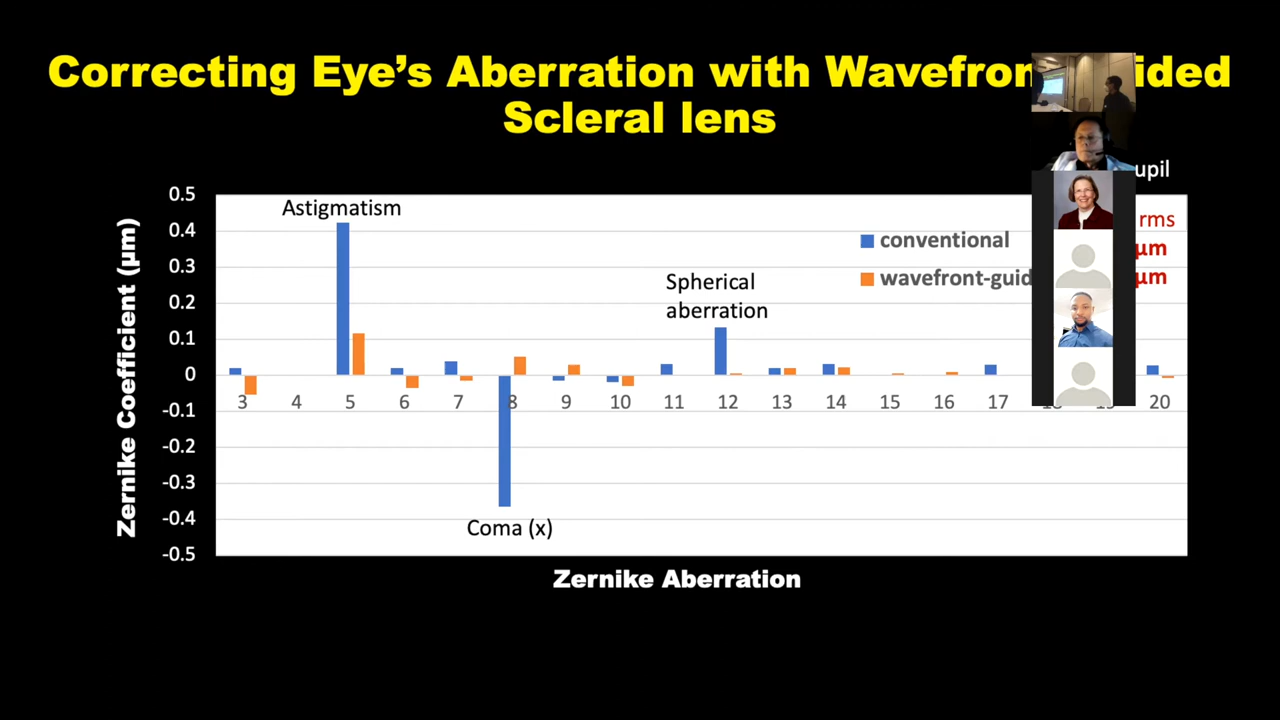 Correcting Eye’s Aberration with Wavefron ided
Scleral lens
upil
rms
µm
µm
Astigmatism
conventional
wavefront-guid
Spherical
aberration
Coma (x)
Zernike Coefficient (µm)
0.5
0.4
0.3
0.2
0.1
0
-0.1
-0.2
-0.3
-0.4
-0.5
3 4 5 6 7 8 9 10 11 12 13 14 15 16 17 20
Zernike Aberration